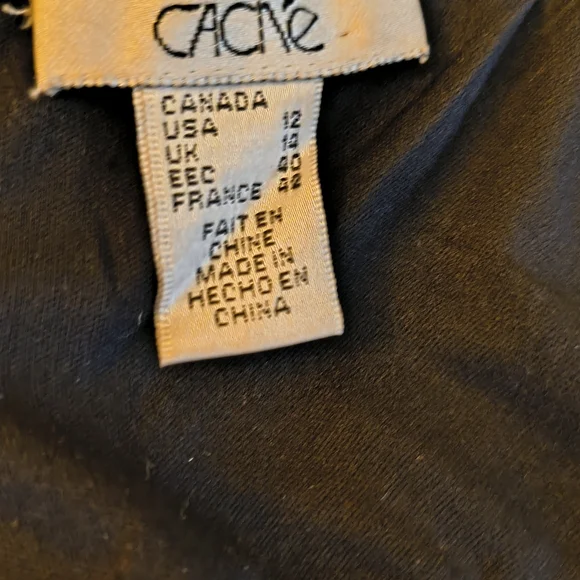 CACHÉ
CANADA
USA 12
UK 14
EEC 40
FRANCE 42
FAIT EN
CHINE
MADE IN
HECHO EN
CHINA